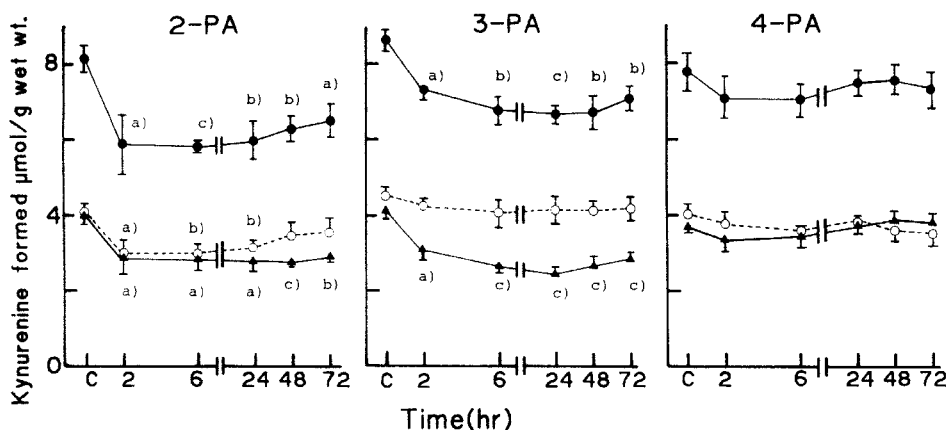 2-PA 3-PA 4-PA
Kynurenine formed µmol/g wet wt.
8
4
0
a) c) b) b) a)
a) b) b)
a) a) a) c) b)
a) b) c) b) b)
a) c) c) c) c)
C 2 6 24 48 72
C 2 6 24 48 72
C 2 6 24 48 72
Time(hr)